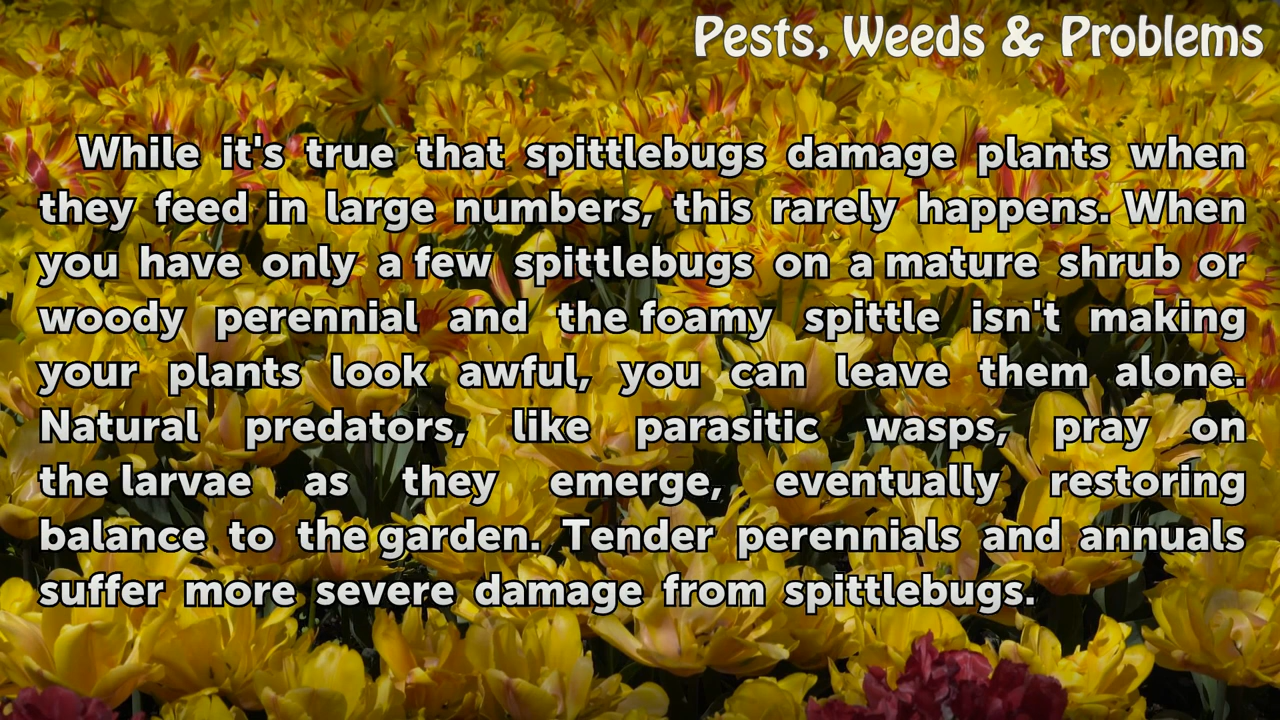 Pests, Weeds & Problems
While it's true that spittlebugs damage plants when
they feed in large numbers, this rarely happens. When
you have only a few spittlebugs on a mature shrub or
woody perennial and the foamy spittle isn't making
your plants look awful, you can leave them alone.
Natural predators, like parasitic wasps, pray on
the larvae as they emerge, eventually restoring
balance to the garden. Tender perennials and annuals
suffer more severe damage from spittlebugs.